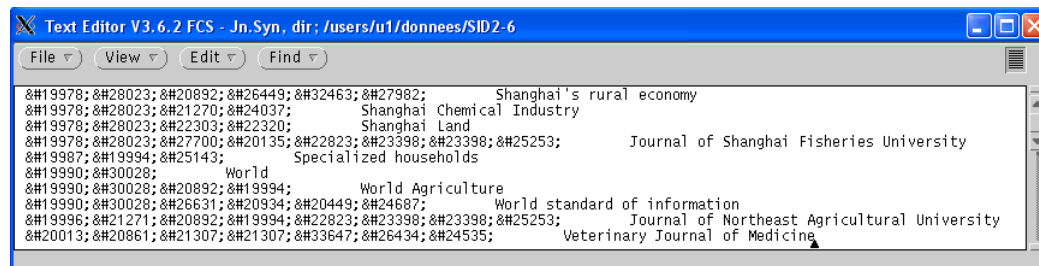 Text Editor V3.6.2 FCS - Jn.Syn, dir; /users/u1/donnees/SID2-6
File View Edit Find
&#19978;&#28023;&#20892;&#26449;&#32463;&#27982; Shanghai's rural economy
&#19978;&#28023;&#21270;&#24037; Shanghai Chemical Industry
&#19978;&#28023;&#22303;&#22320; Shanghai Land
&#19978;&#28023;&#27700;&#20135;&#22823;&#23398;&#23398;&#25253; Journal of Shanghai Fisheries University
&#19987;&#19994;&#25143; Specialized households
&#19990;&#30028; World
&#19990;&#30028;&#20892;&#19994; World Agriculture
&#19990;&#30028;&#26631;&#20934;&#20449;&#24687; World standard of information
&#19996;&#21271;&#20892;&#19994;&#22823;&#23398;&#23398;&#25253; Journal of Northeast Agricultural University
&#20013;&#20861;&#21307;&#21307;&#33647;&#26434;&#24535; Veterinary Journal of Medicine